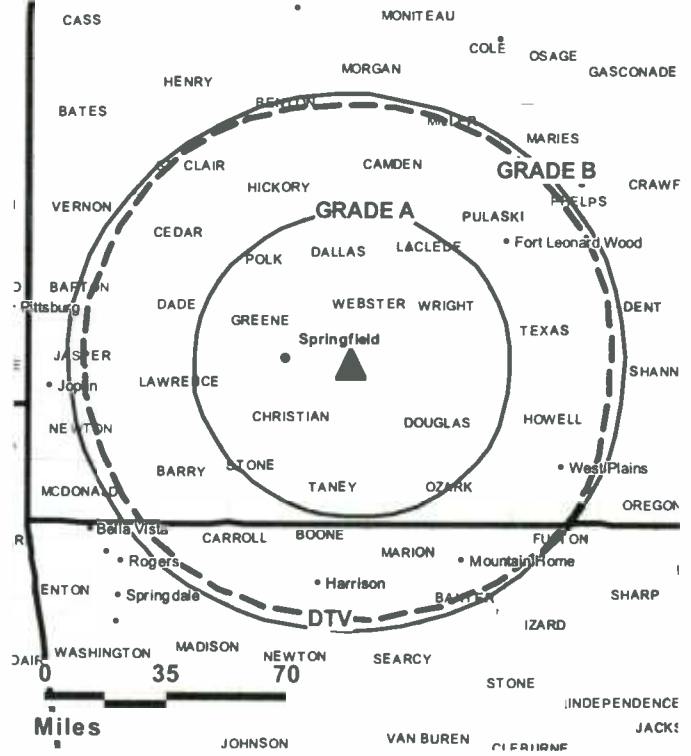 CASS
MONITEAU
COLE
OSAGE
MORGAN
GASCONADE
HENRY
BENTON
BATES
MILLER
MARIES
CLAIR
CAMDEN
GRADE B
HICKORY
CRAWF
PHELPS
VERNON
GRADE A
PULASKI
CEDAR
DALLAS
LACLEDE
Fort Leonard Wood
POLK
BARTON
Pittsburg
DADE
WEBSTER
WRIGHT
DENT
GREENE
TEXAS
Springfield
JASPER
SHANN
Joplin
LAWRENCE
CHRISTIAN
DOUGLAS
HOWELL
NEWTON
BARRY
STONE
West Plains
MCDONALD
TANEY
OZARK
OREGON
Bella Vista
CARROLL
BOONE
FULTON
MARION
Rogers
Mountain Home
Harrison
ENTON
Springdale
BAXTER
SHARP
DTV
IZARD
WASHINGTON
MADISON
NEWTON
SEARCY
DAIR
0 35 70
STONE
INDEPENDENCE
Miles
JACKS
JOHNSON
VAN BUREN
CLEBURNE